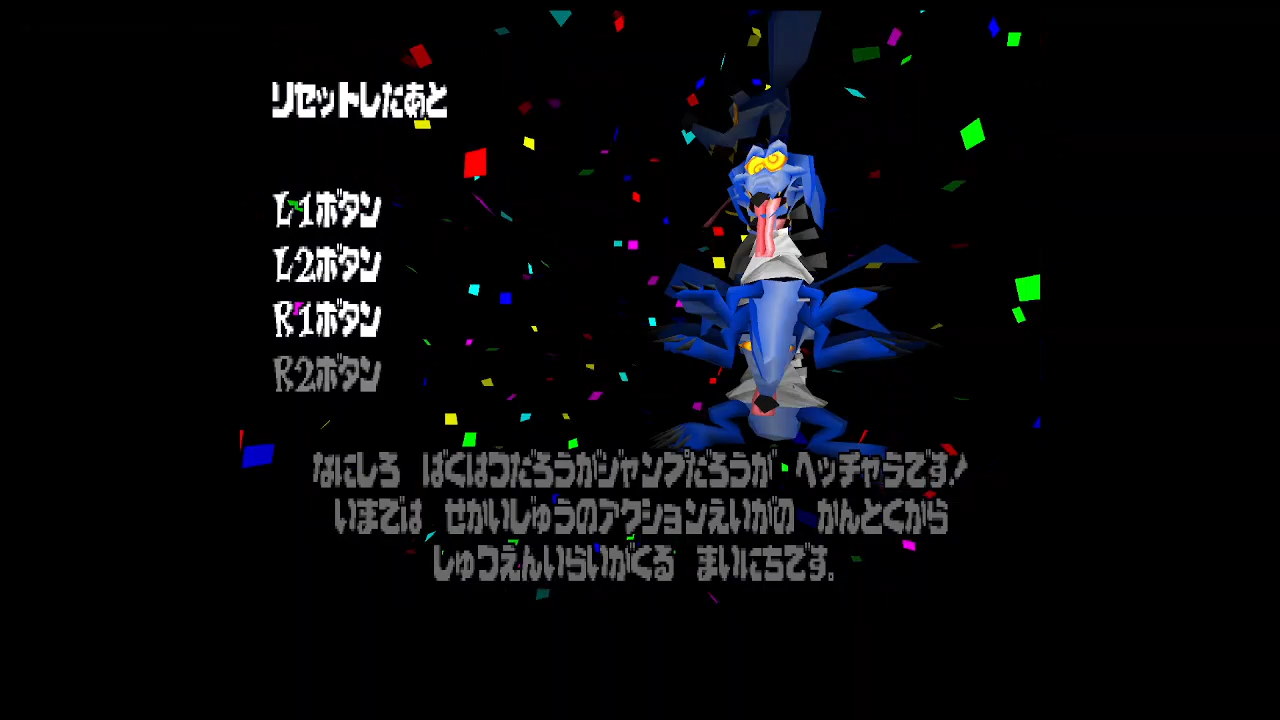 リセットしたあと
L1ボタン
L2ボタン
R1ボタン
R2ボタン
なにしろ ばくはつだろうがジャンプだろうが ヘッチャラです!
いまでは せかいじゅうのアクションえいがの かんとくから
しゅつえんいらいがくる まいにちです.